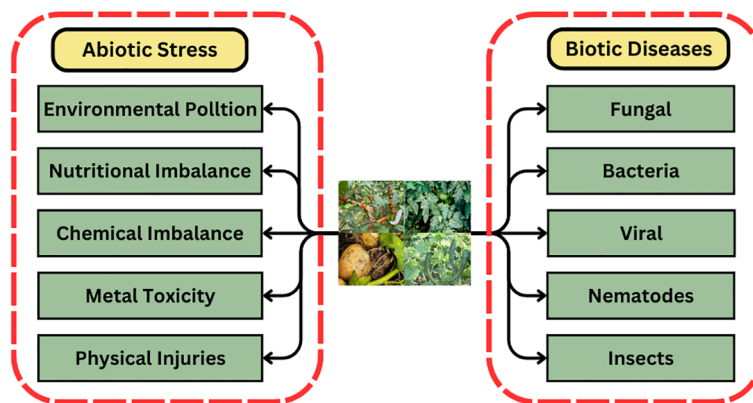 Abiotic Stress
Environmental Polltion
Nutritional Imbalance
Chemical Imbalance
Metal Toxicity
Physical Injuries
Biotic Diseases
Fungal
Bacteria
Viral
Nematodes
Insects